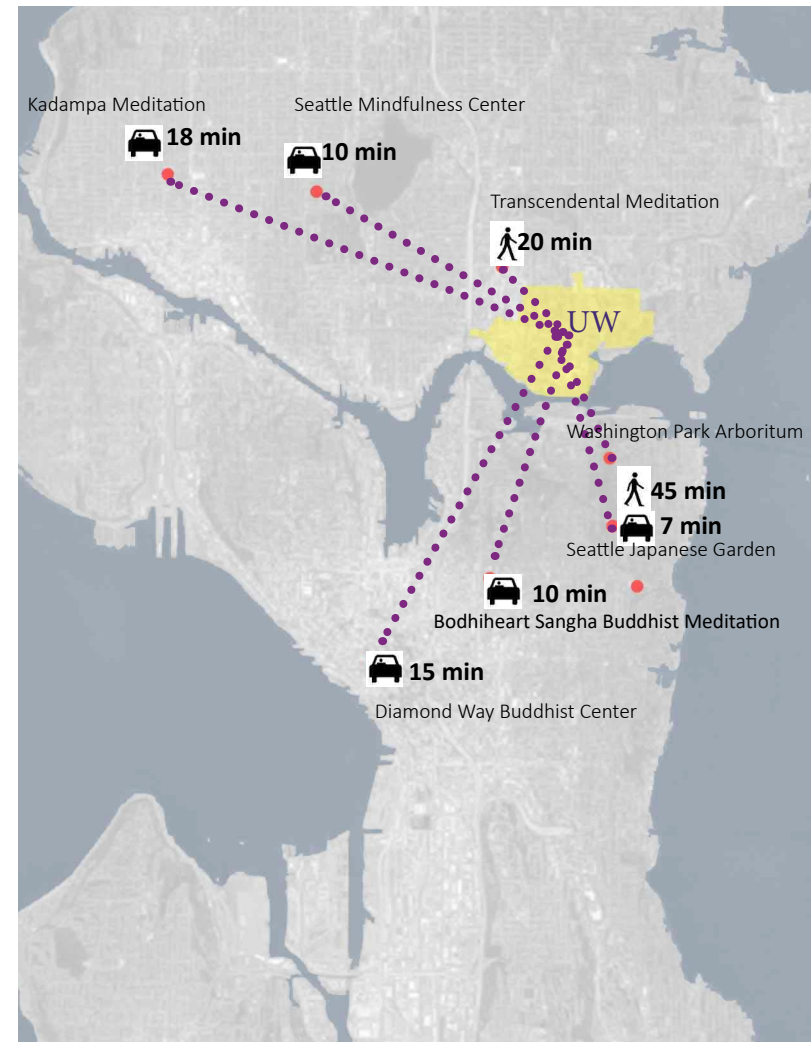 Kadampa Meditation
18 min
Seattle Mindfulness Center
10 min
Transcendental Meditation
20 min
UW
Washington Park Arboritum
45 min
7 min
Seattle Japanese Garden
10 min
Bodhiheart Sangha Buddhist Meditation
15 min
Diamond Way Buddhist Center